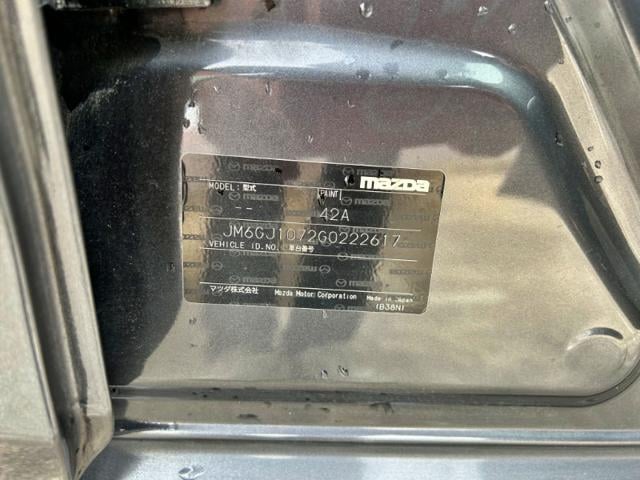 mazda
MODEL: 型式 PAINT
-- 42A
JM6GJ1072G0222617
VEHICLE ID.NO. 車台番号
マツダ株式会社 Mazda Motor Corporation Made in Japan
(B38N)